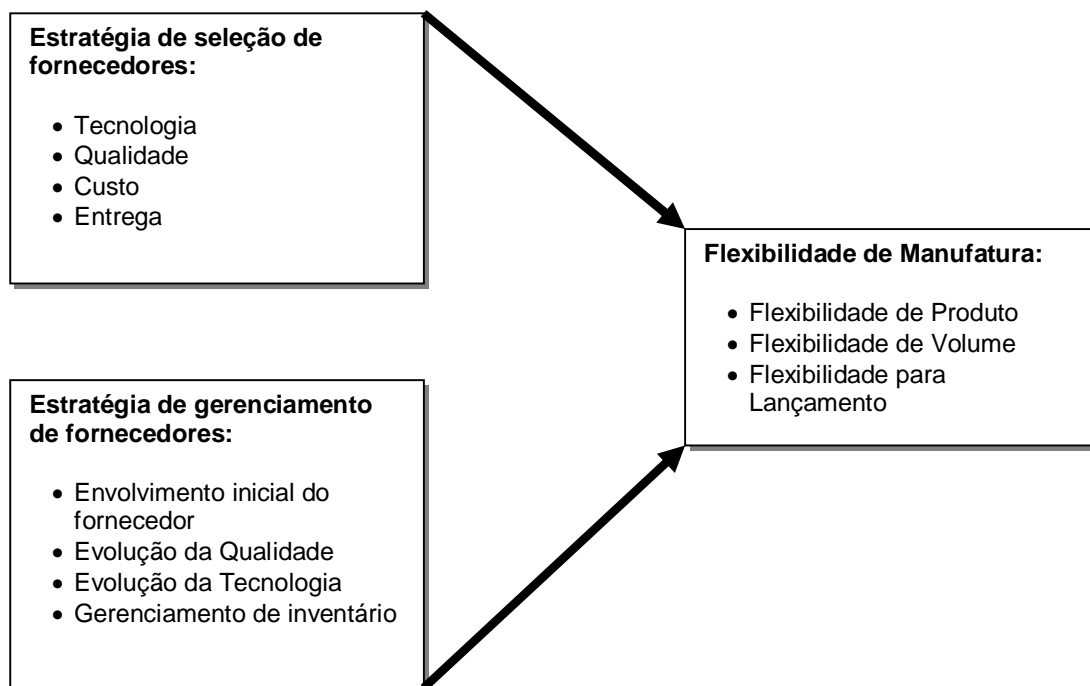 Estratégia de seleção de
fornecedores:
• Tecnologia
• Qualidade
• Custo
• Entrega
Flexibilidade de Manufatura:
• Flexibilidade de Produto
• Flexibilidade de Volume
• Flexibilidade para
Lançamento
Estratégia de gerenciamento
de fornecedores:
• Envolvimento inicial do
fornecedor
• Evolução da Qualidade
• Evolução da Tecnologia
• Gerenciamento de inventário